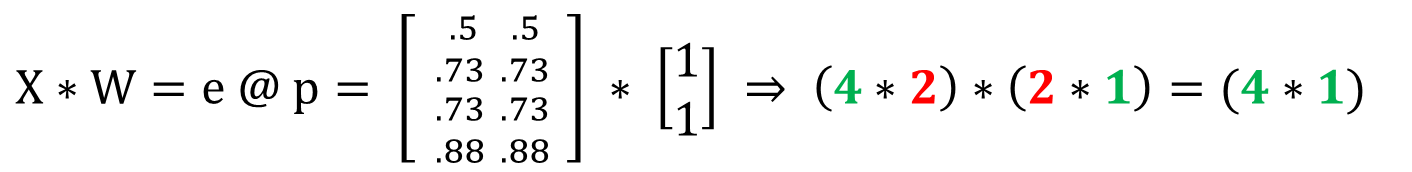 X * W = e @ p = [ .5 .5
.73 .73
.73 .73
.88 .88 ] * [ 1
1 ] ⇒ (4 * 2) * (2 * 1) = (4 * 1)